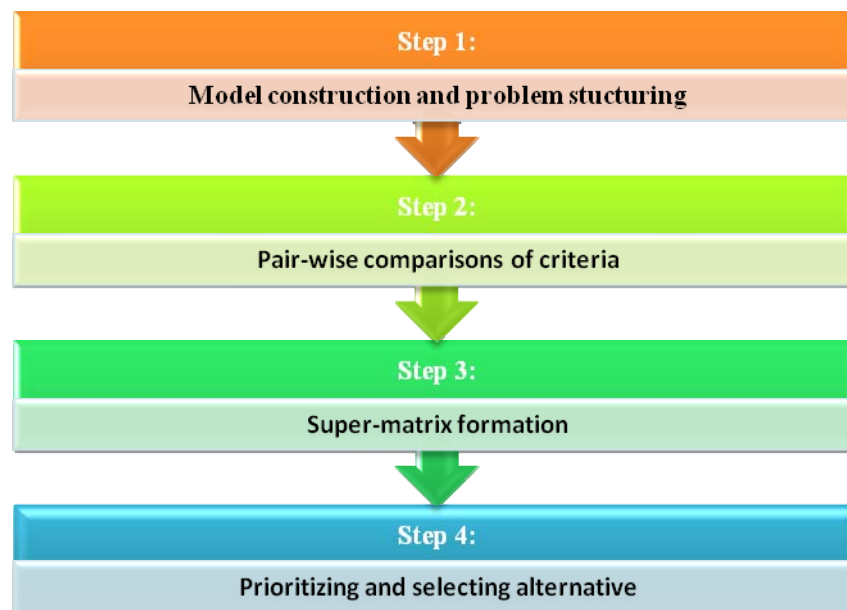 Step 1:
Model construction and problem stucturing
Step 2:
Pair-wise comparisons of criteria
Step 3:
Super-matrix formation
Step 4:
Prioritizing and selecting alternative